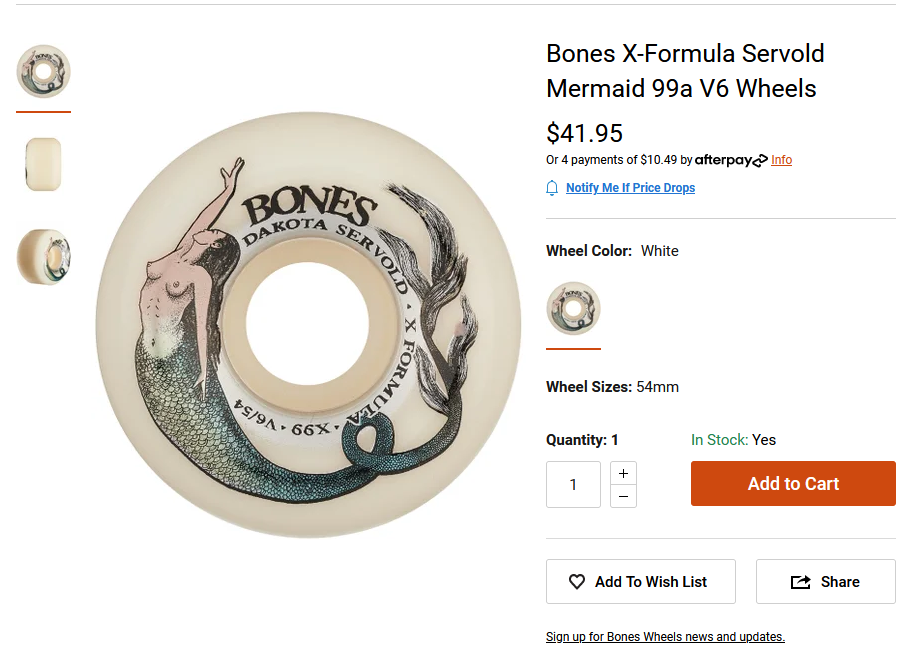 BONES
DAKOTA SERVOLD · X FORMULA · X99 · V6/54
Bones X-Formula Servold
Mermaid 99a V6 Wheels
$41.95
Or 4 payments of $10.49 by afterpay Info
Notify Me If Price Drops
Wheel Color: White
Wheel Sizes: 54mm
Quantity: 1
In Stock: Yes
1
+
−
Add to Cart
Add To Wish List
Share
Sign up for Bones Wheels news and updates.